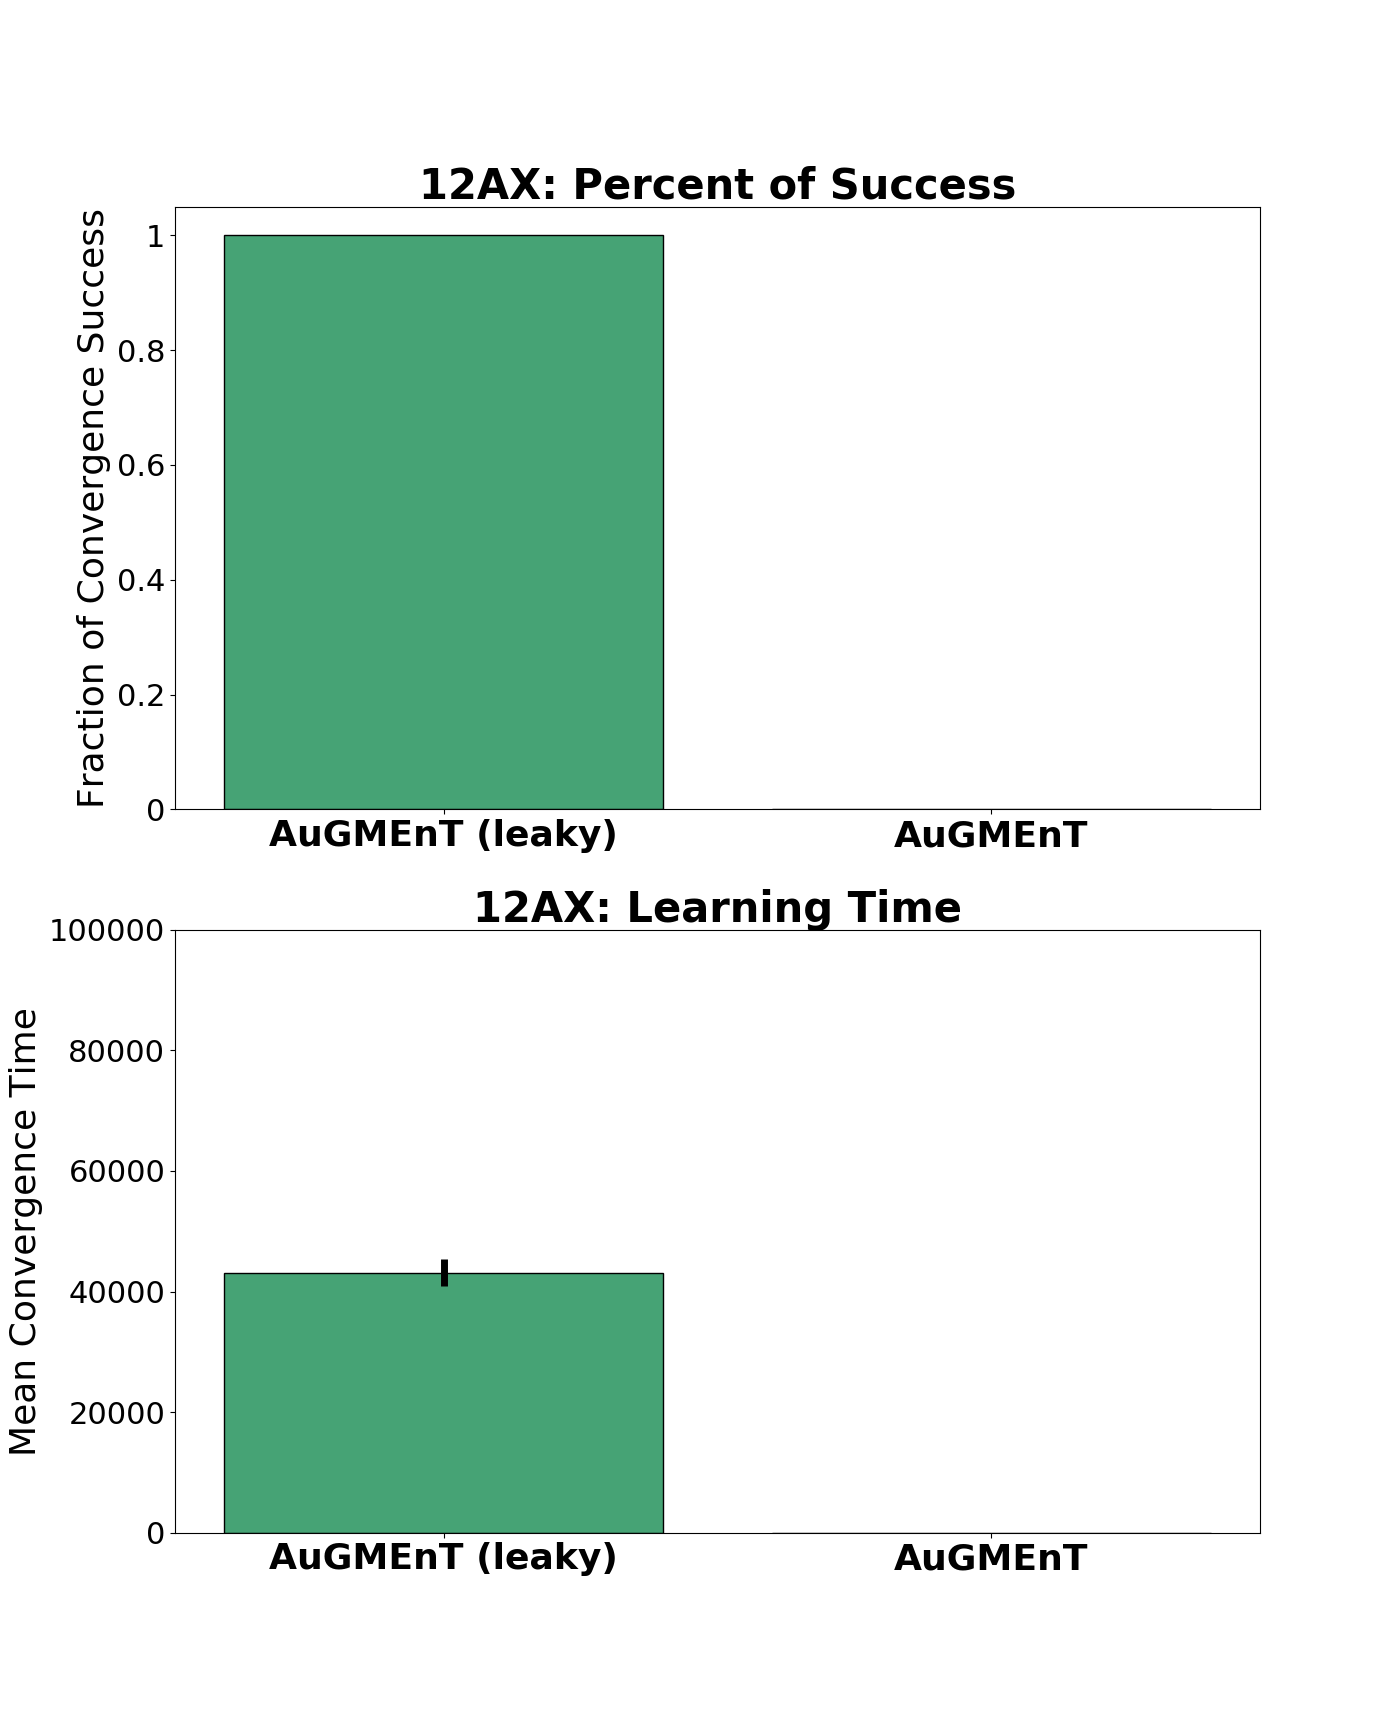 12AX: Percent of Success
Fraction of Convergence Success
1
0.8
0.6
0.4
0.2
0
AuGMEnT (leaky)
AuGMEnT
12AX: Learning Time
Mean Convergence Time
100000
80000
60000
40000
20000
0
AuGMEnT (leaky)
AuGMEnT